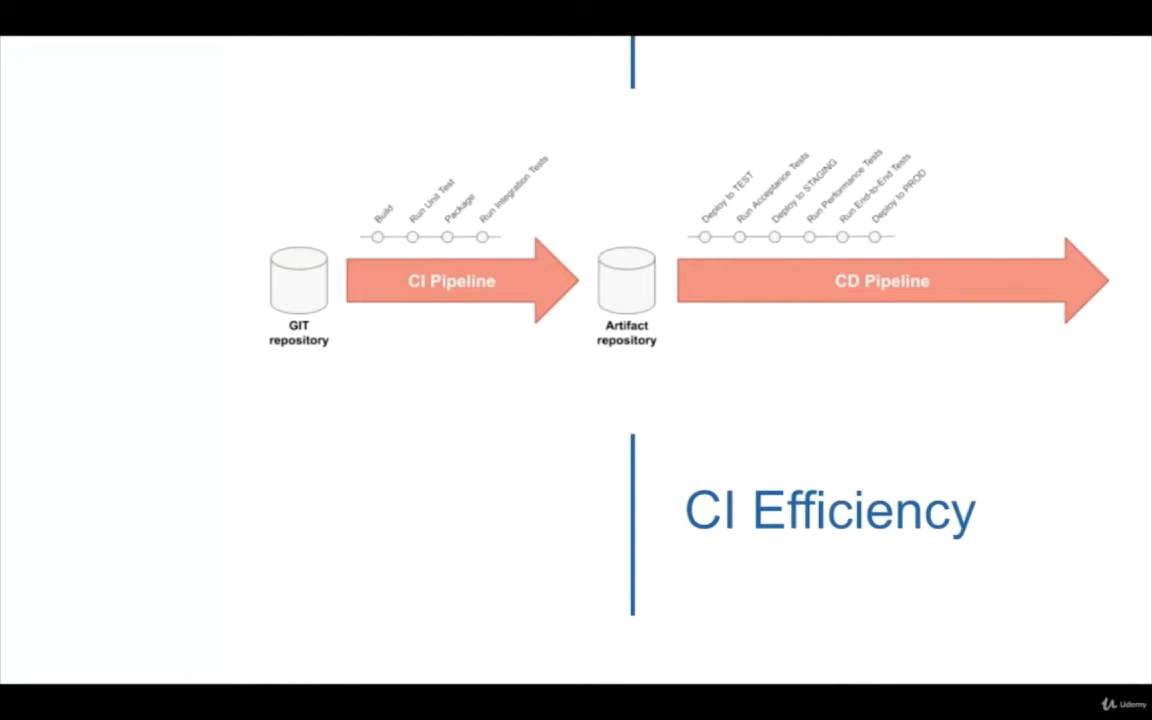 Build
Run Unit Test
Package
Run Integration Tests
Deploy to TEST
Run Acceptance Tests
Deploy to STAGING
Run Performance Tests
Run End-to-End Tests
Deploy to PROD
CI Pipeline
CD Pipeline
GIT
repository
Artifact
repository
CI Efficiency
Udemy